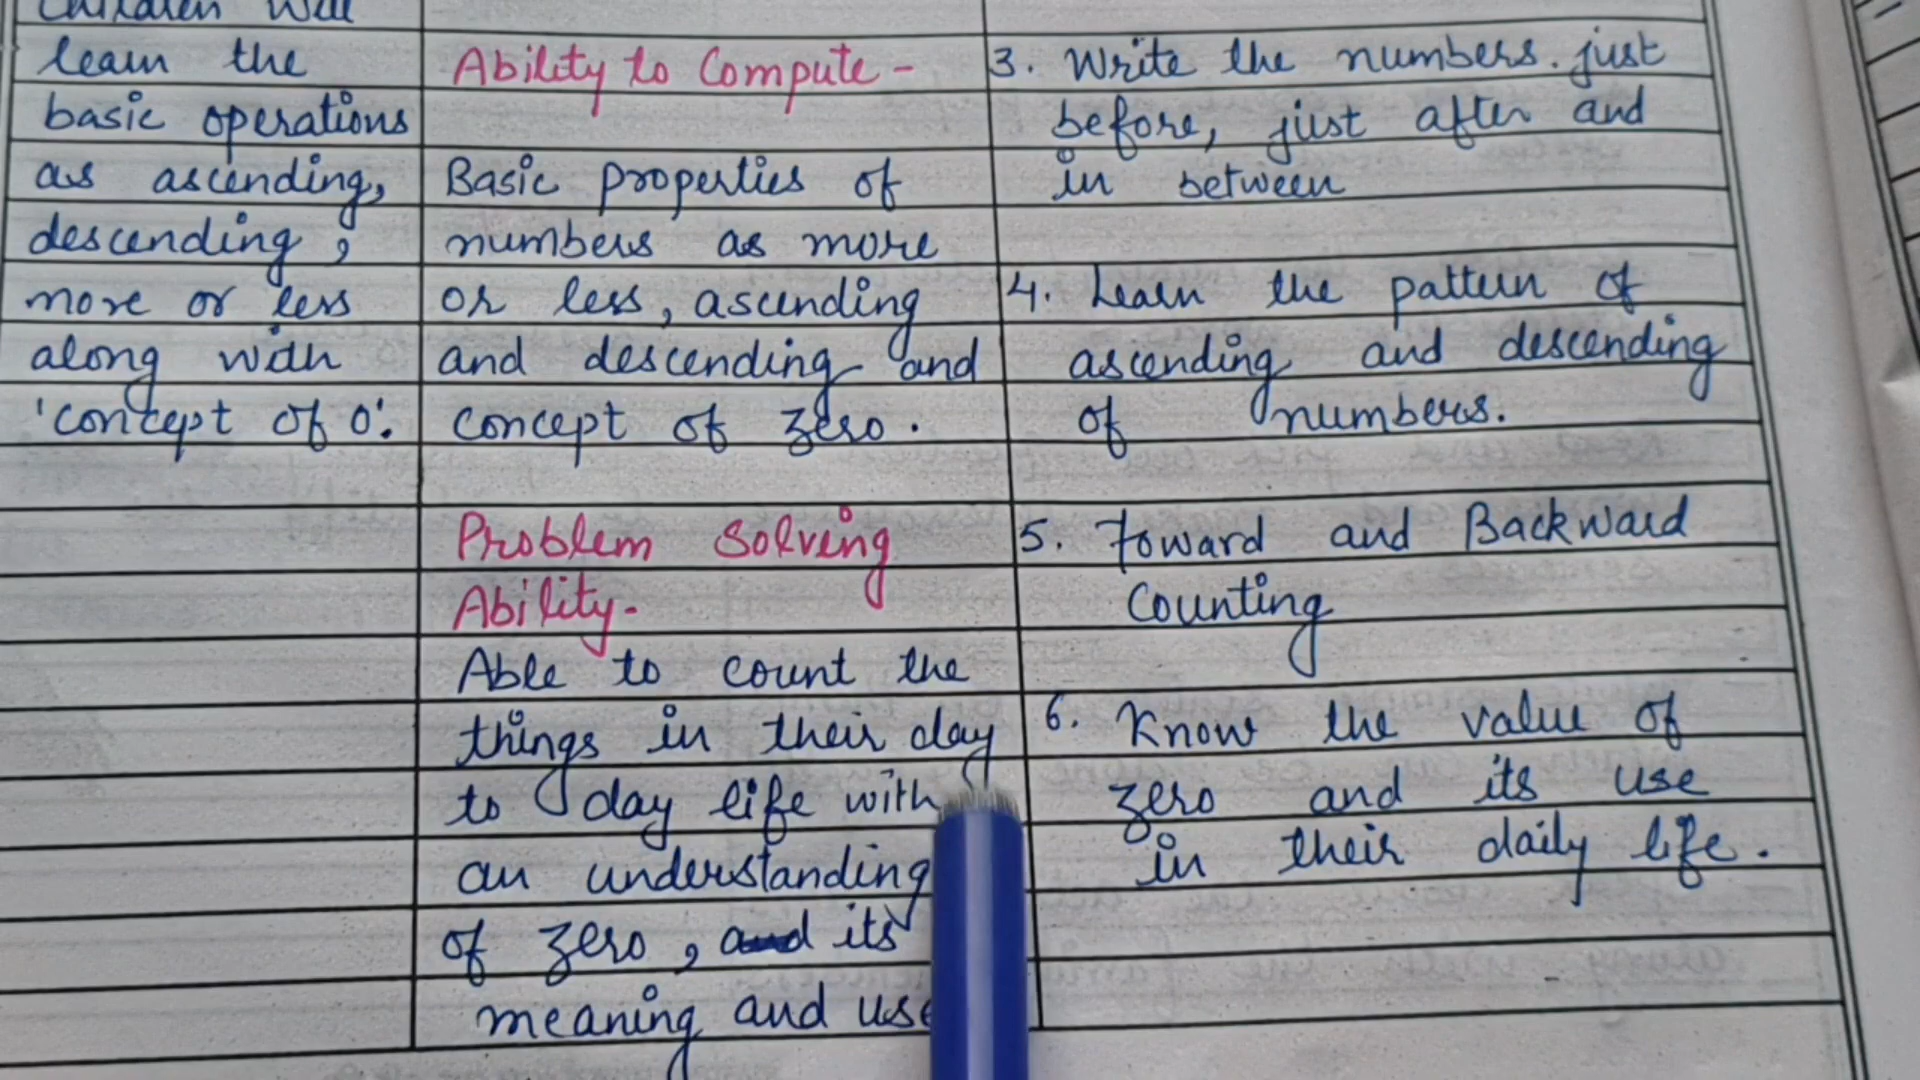 Children will
learn the
basic operations
as ascending,
descending,
more or less
along with
'concept of 0'.
Ability to Compute -
Basic properties of
numbers as more
or less, ascending
and descending and
concept of zero.
Problem Solving
Ability-
Able to count the
things in their day
to day life with
an understanding
of zero, and its
meaning and use
3. Write the numbers. just
before, just after and
in between
4. Learn the pattern of
ascending and descending
of numbers.
5. Foward and Backward
Counting
6. Know the value of
zero and its use
in their daily life.